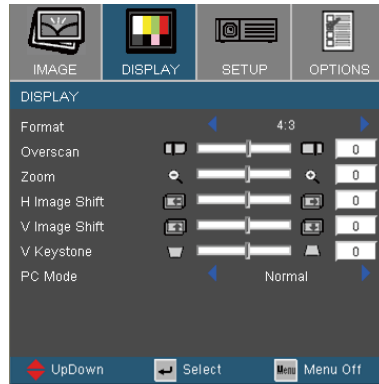 IMAGE DISPLAY SETUP OPTIONS
DISPLAY
Format 4:3
Overscan 0
Zoom 0
H Image Shift 0
V Image Shift 0
V Keystone 0
PC Mode Normal
UpDown Select Menu Menu Off